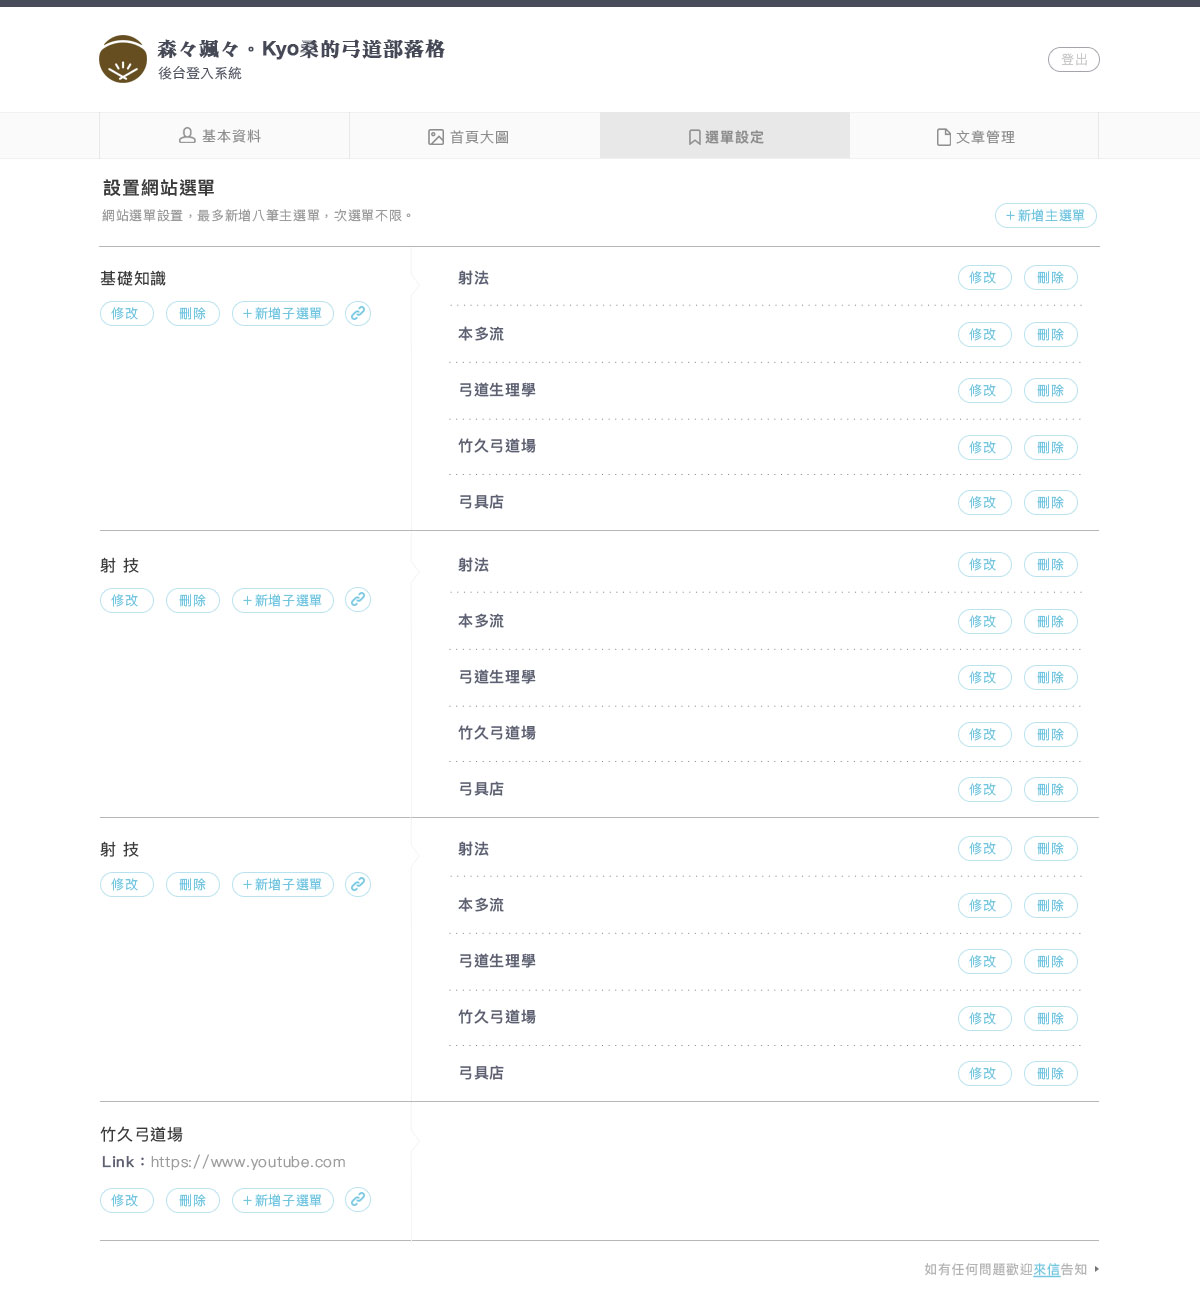 森々颯々。Kyo桑的弓道部落格
後台登入系統
登出
基本資料
首頁大圖
選單設定
文章管理
設置網站選單
網站選單設置，最多新增八筆主選單，次選單不限。
+新增主選單
基礎知識
修改 刪除 +新增子選單
射法 修改 刪除
本多流 修改 刪除
弓道生理學 修改 刪除
竹久弓道場 修改 刪除
弓具店 修改 刪除
射 技
修改 刪除 +新增子選單
射法 修改 刪除
本多流 修改 刪除
弓道生理學 修改 刪除
竹久弓道場 修改 刪除
弓具店 修改 刪除
射 技
修改 刪除 +新增子選單
射法 修改 刪除
本多流 修改 刪除
弓道生理學 修改 刪除
竹久弓道場 修改 刪除
弓具店 修改 刪除
竹久弓道場
Link：https://www.youtube.com
修改 刪除 +新增子選單
如有任何問題歡迎來信告知